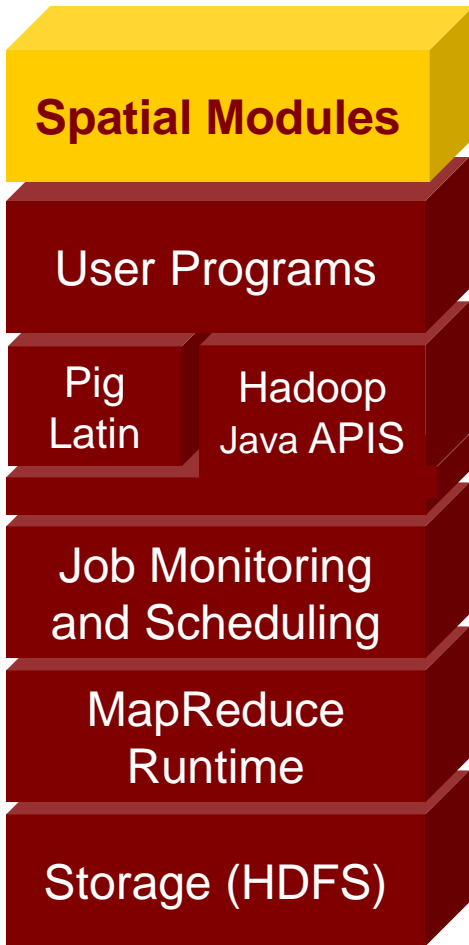 Spatial Modules
User Programs
Pig
Latin
Hadoop
Java APIS
Job Monitoring
and Scheduling
MapReduce
Runtime
Storage (HDFS)